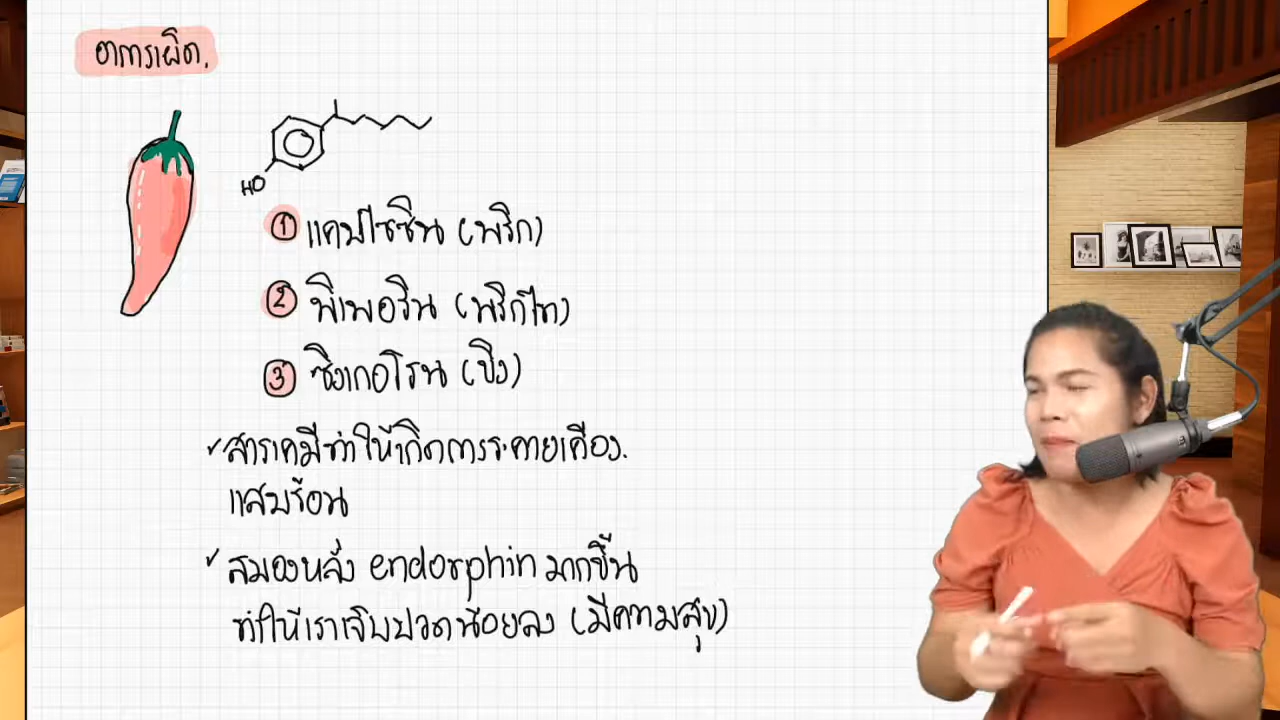 อาการเผ็ด.
HO
① แคปไซซิน (พริก)
② พิเพอรีน (พริกไท)
③ ซิงเกอโรน (ขิง)
✓ สารเคมีทำให้เกิดการระคายเคือง.
แสบร้อน
✓ สมองหลั่ง endorphin มากขึ้น
ทำให้เราเจ็บปวดน้อยลง (มีความสุข)